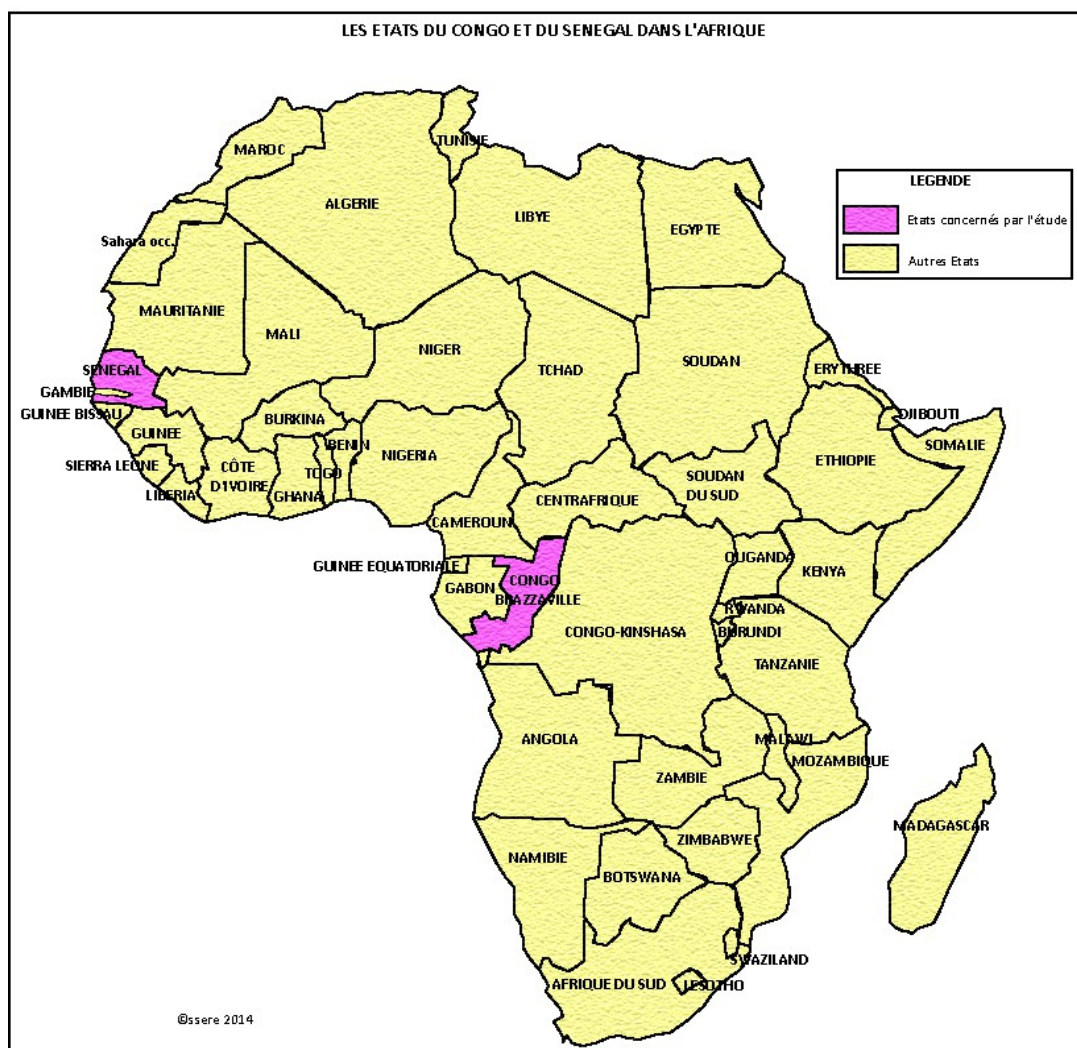 LES ETATS DU CONGO ET DU SENEGAL DANS L'AFRIQUE
TUNISIE
MAROC
LEGENDE
ALGERIE
LIBYE
Etats concernés par l'étude
EGYPTE
Sahara occ.
Autres Etats
MAURITANIE
MALI
NIGER
SOUDAN
TCHAD
SENEGAL
ERYTHREE
GAMBIE
GUINEE BISSAU
BURKINA
DJIBOUTI
GUINEE
BENIN
NIGERIA
SOMALIE
ETHIOPIE
SIERRA LEONE
CÔTE
D'IVOIRE
TOGO
SOUDAN
DU SUD
LIBERIA
GHANA
CENTRAFRIQUE
CAMEROUN
OUGANDA
GUINEE EQUATORIALE
KENYA
GABON
CONGO
BRAZZAVILLE
RWANDA
CONGO-KINSHASA
BURUNDI
TANZANIE
ANGOLA
MALAWI
MOZAMBIQUE
ZAMBIE
MADAGASCAR
ZIMBABWE
NAMIBIE
BOTSWANA
SWAZILAND
AFRIQUE DU SUD
LESOTHO
©ssere 2014